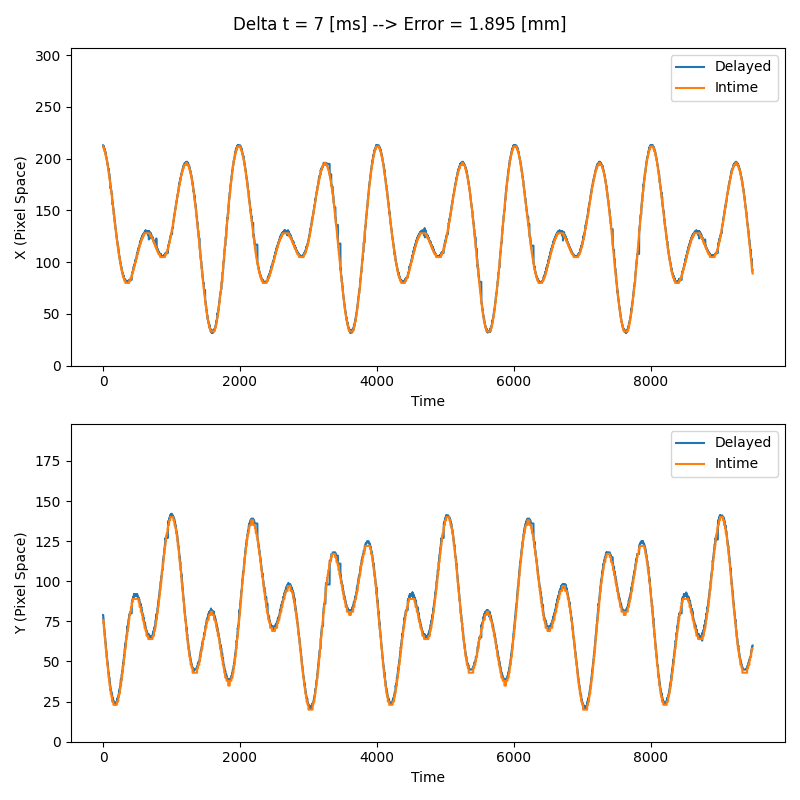 Delta t = 7 [ms] --> Error = 1.895 [mm]
300
250
200
150
100
50
0
X (Pixel Space)
Delayed
Intime
0
2000
4000
6000
8000
Time
175
150
125
100
75
50
25
0
Y (Pixel Space)
Delayed
Intime
0
2000
4000
6000
8000
Time